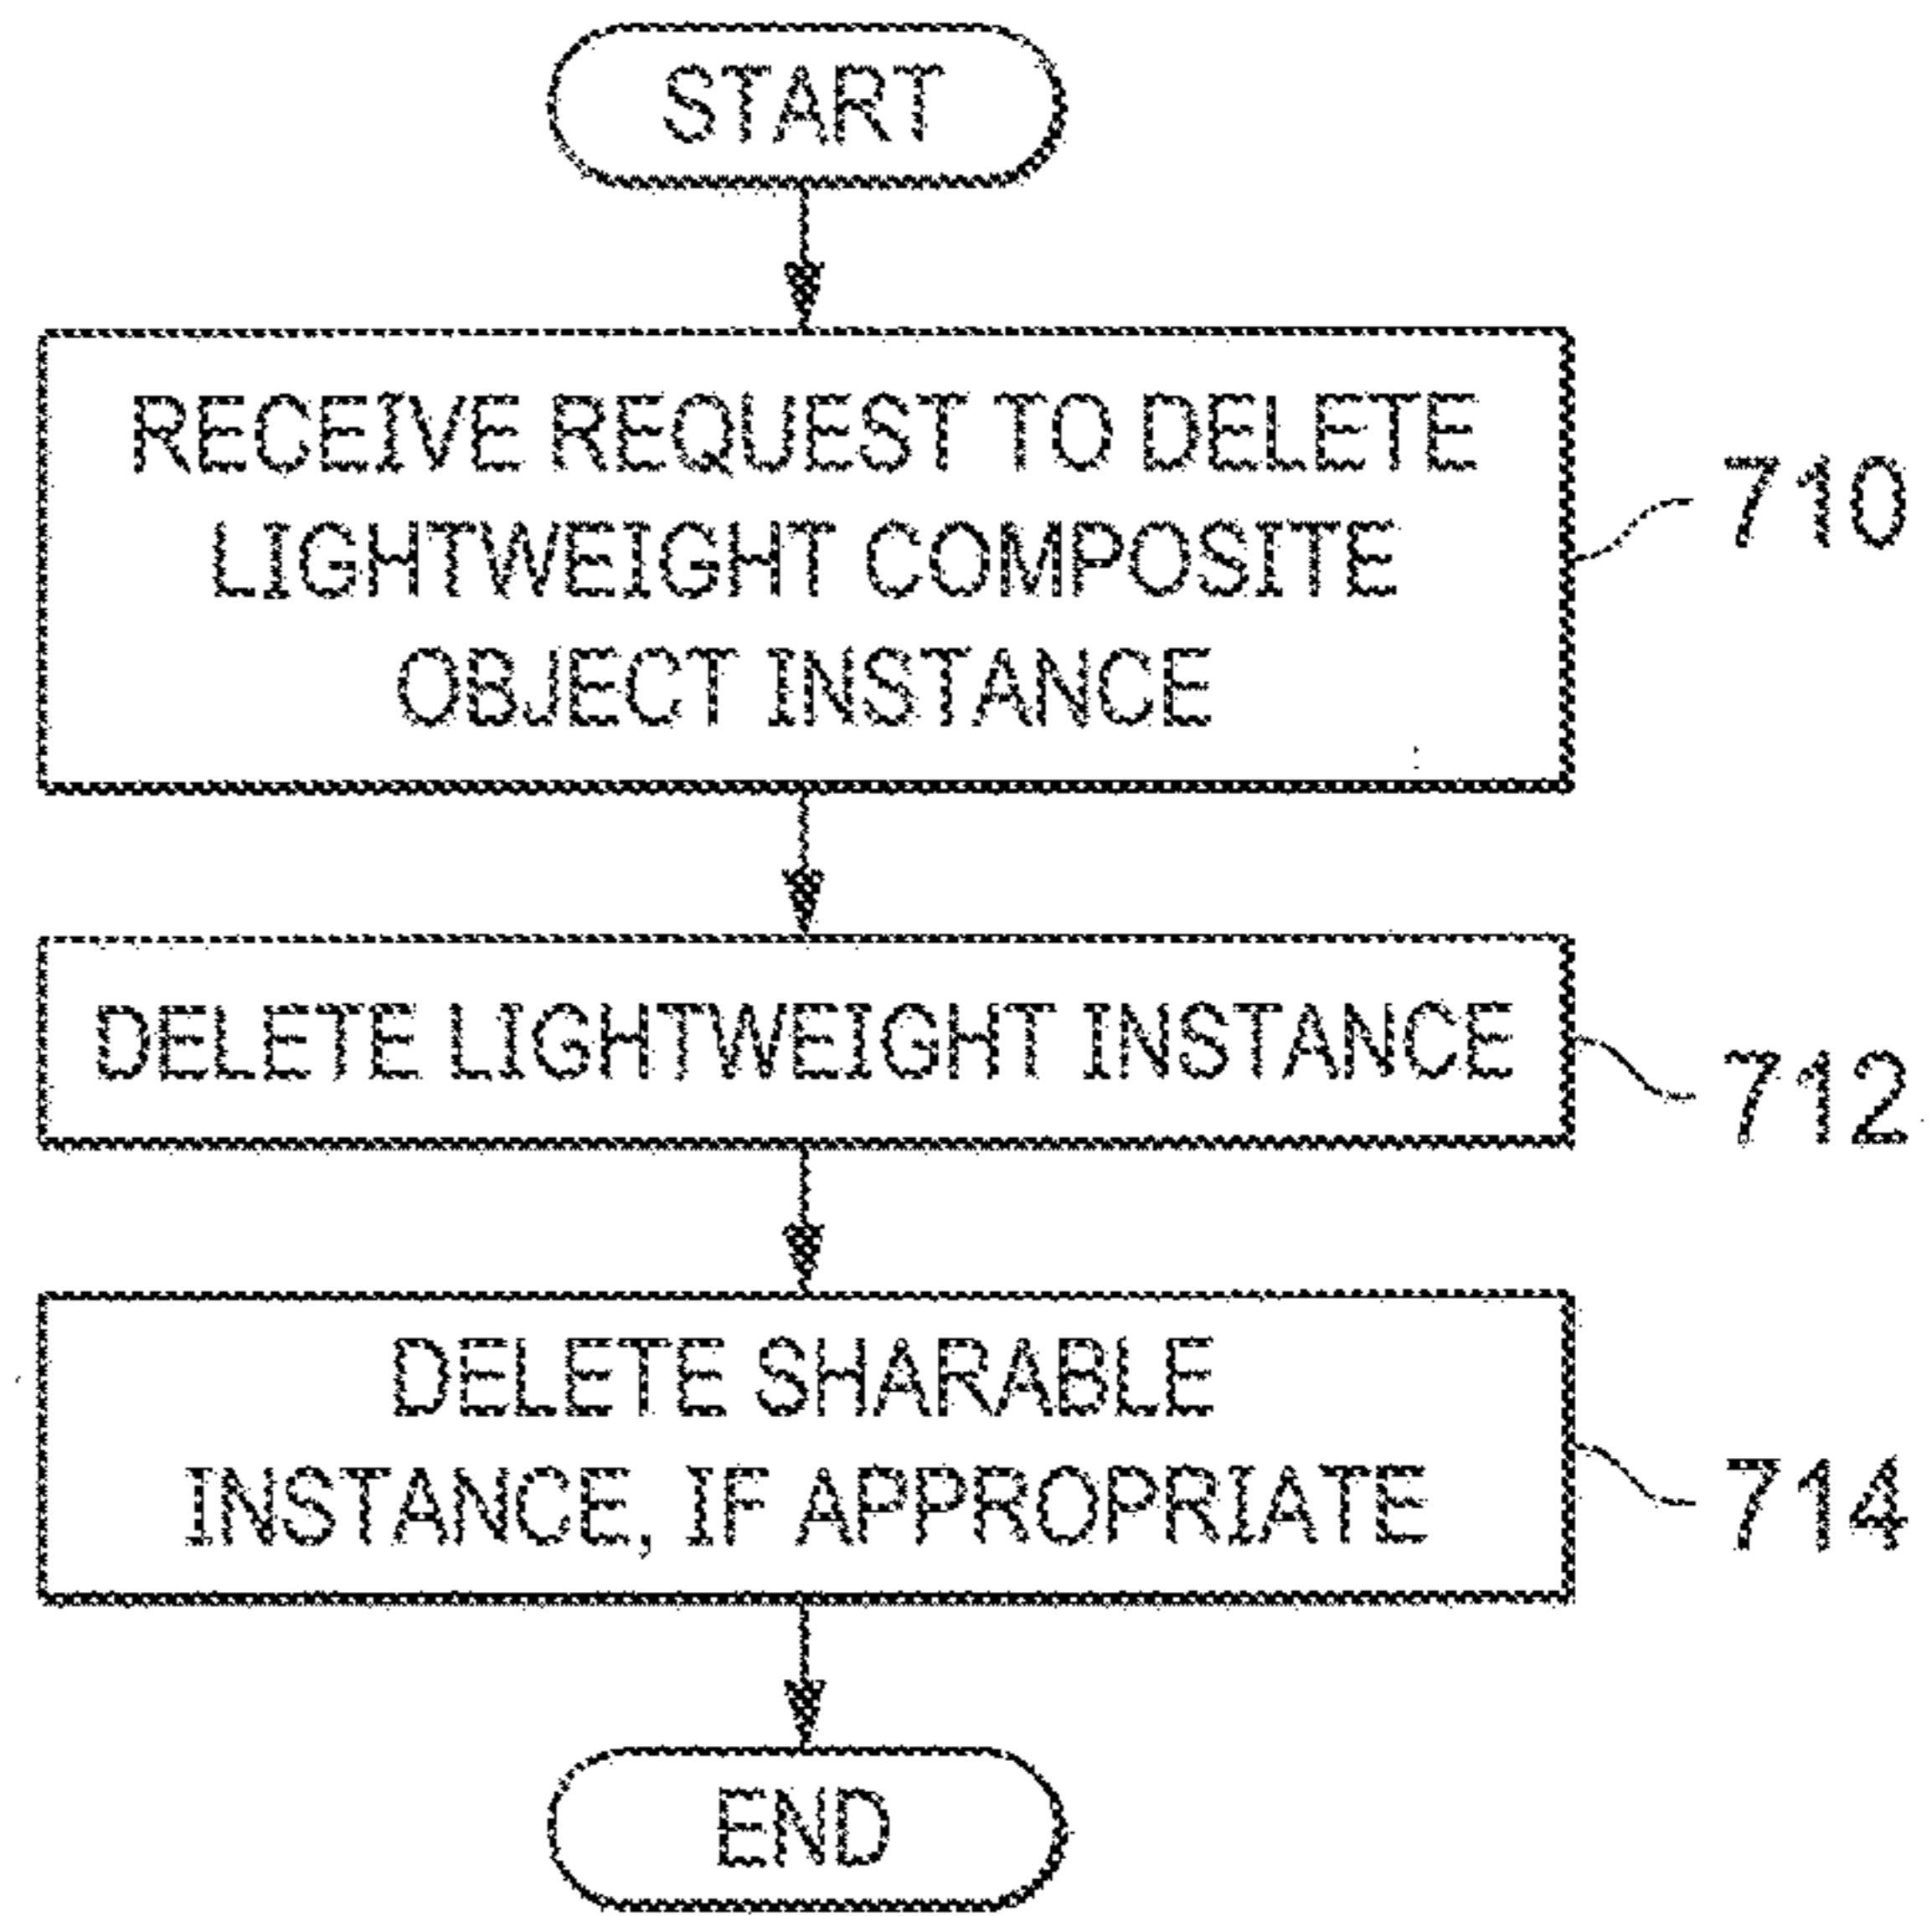 START
RECEIVE REQUEST TO DELETE
LIGHTWEIGHT COMPOSITE
OBJECT INSTANCE
710
DELETE LIGHTWEIGHT INSTANCE
712
DELETE SHARABLE
INSTANCE, IF APPROPRIATE
714
END